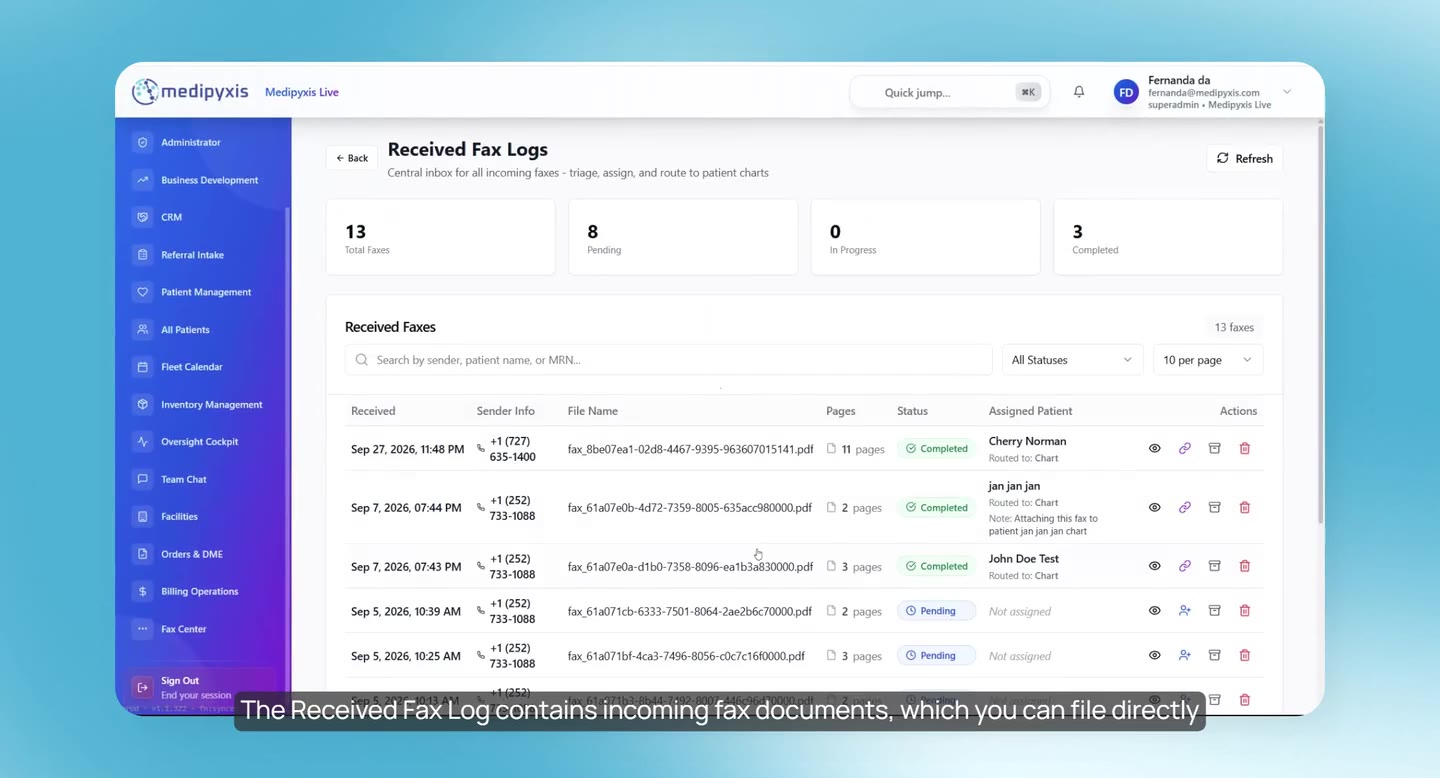 medipyxis
Medipyxis Live
Quick jump...
⌘K
FD
Fernanda da
fernanda@medipyxis.com
superadmin • Medipyxis Live
Administrator
Business Development
CRM
Referral Intake
Patient Management
All Patients
Fleet Calendar
Inventory Management
Oversight Cockpit
Team Chat
Facilities
Orders & DME
Billing Operations
Fax Center
Sign Out
End your session
← Back
Received Fax Logs
Central inbox for all incoming faxes - triage, assign, and route to patient charts
Refresh
13
Total Faxes
8
Pending
0
In Progress
3
Completed
Received Faxes
13 faxes
Search by sender, patient name, or MRN...
All Statuses
10 per page
Received Sender Info File Name Pages Status Assigned Patient Actions
Sep 27, 2026, 11:48 PM +1 (727) 635-1400 fax_8be07ea1-02d8-4467-9395-963607015141.pdf 11 pages Completed Cherry Norman
Routed to: Chart
Sep 7, 2026, 07:44 PM +1 (252) 733-1088 fax_61a07e0b-4d72-7359-8005-635acc980000.pdf 2 pages Completed jan jan jan
Routed to: Chart
Note: Attaching this fax to
patient jan jan jan chart
Sep 7, 2026, 07:43 PM +1 (252) 733-1088 fax_61a07e0a-d1b0-7358-8096-ea1b3a830000.pdf 3 pages Completed John Doe Test
Routed to: Chart
Sep 5, 2026, 10:39 AM +1 (252) 733-1088 fax_61a071cb-6333-7501-8064-2ae2b6c70000.pdf 2 pages Pending Not assigned
Sep 5, 2026, 10:25 AM +1 (252) 733-1088 fax_61a071bf-4ca3-7496-8056-c0c7c16f0000.pdf 3 pages Pending Not assigned
Sep 5, 2026, 10:13 AM +1 (252) 2 pages Pending
The Received Fax Log contains incoming fax documents, which you can file directly